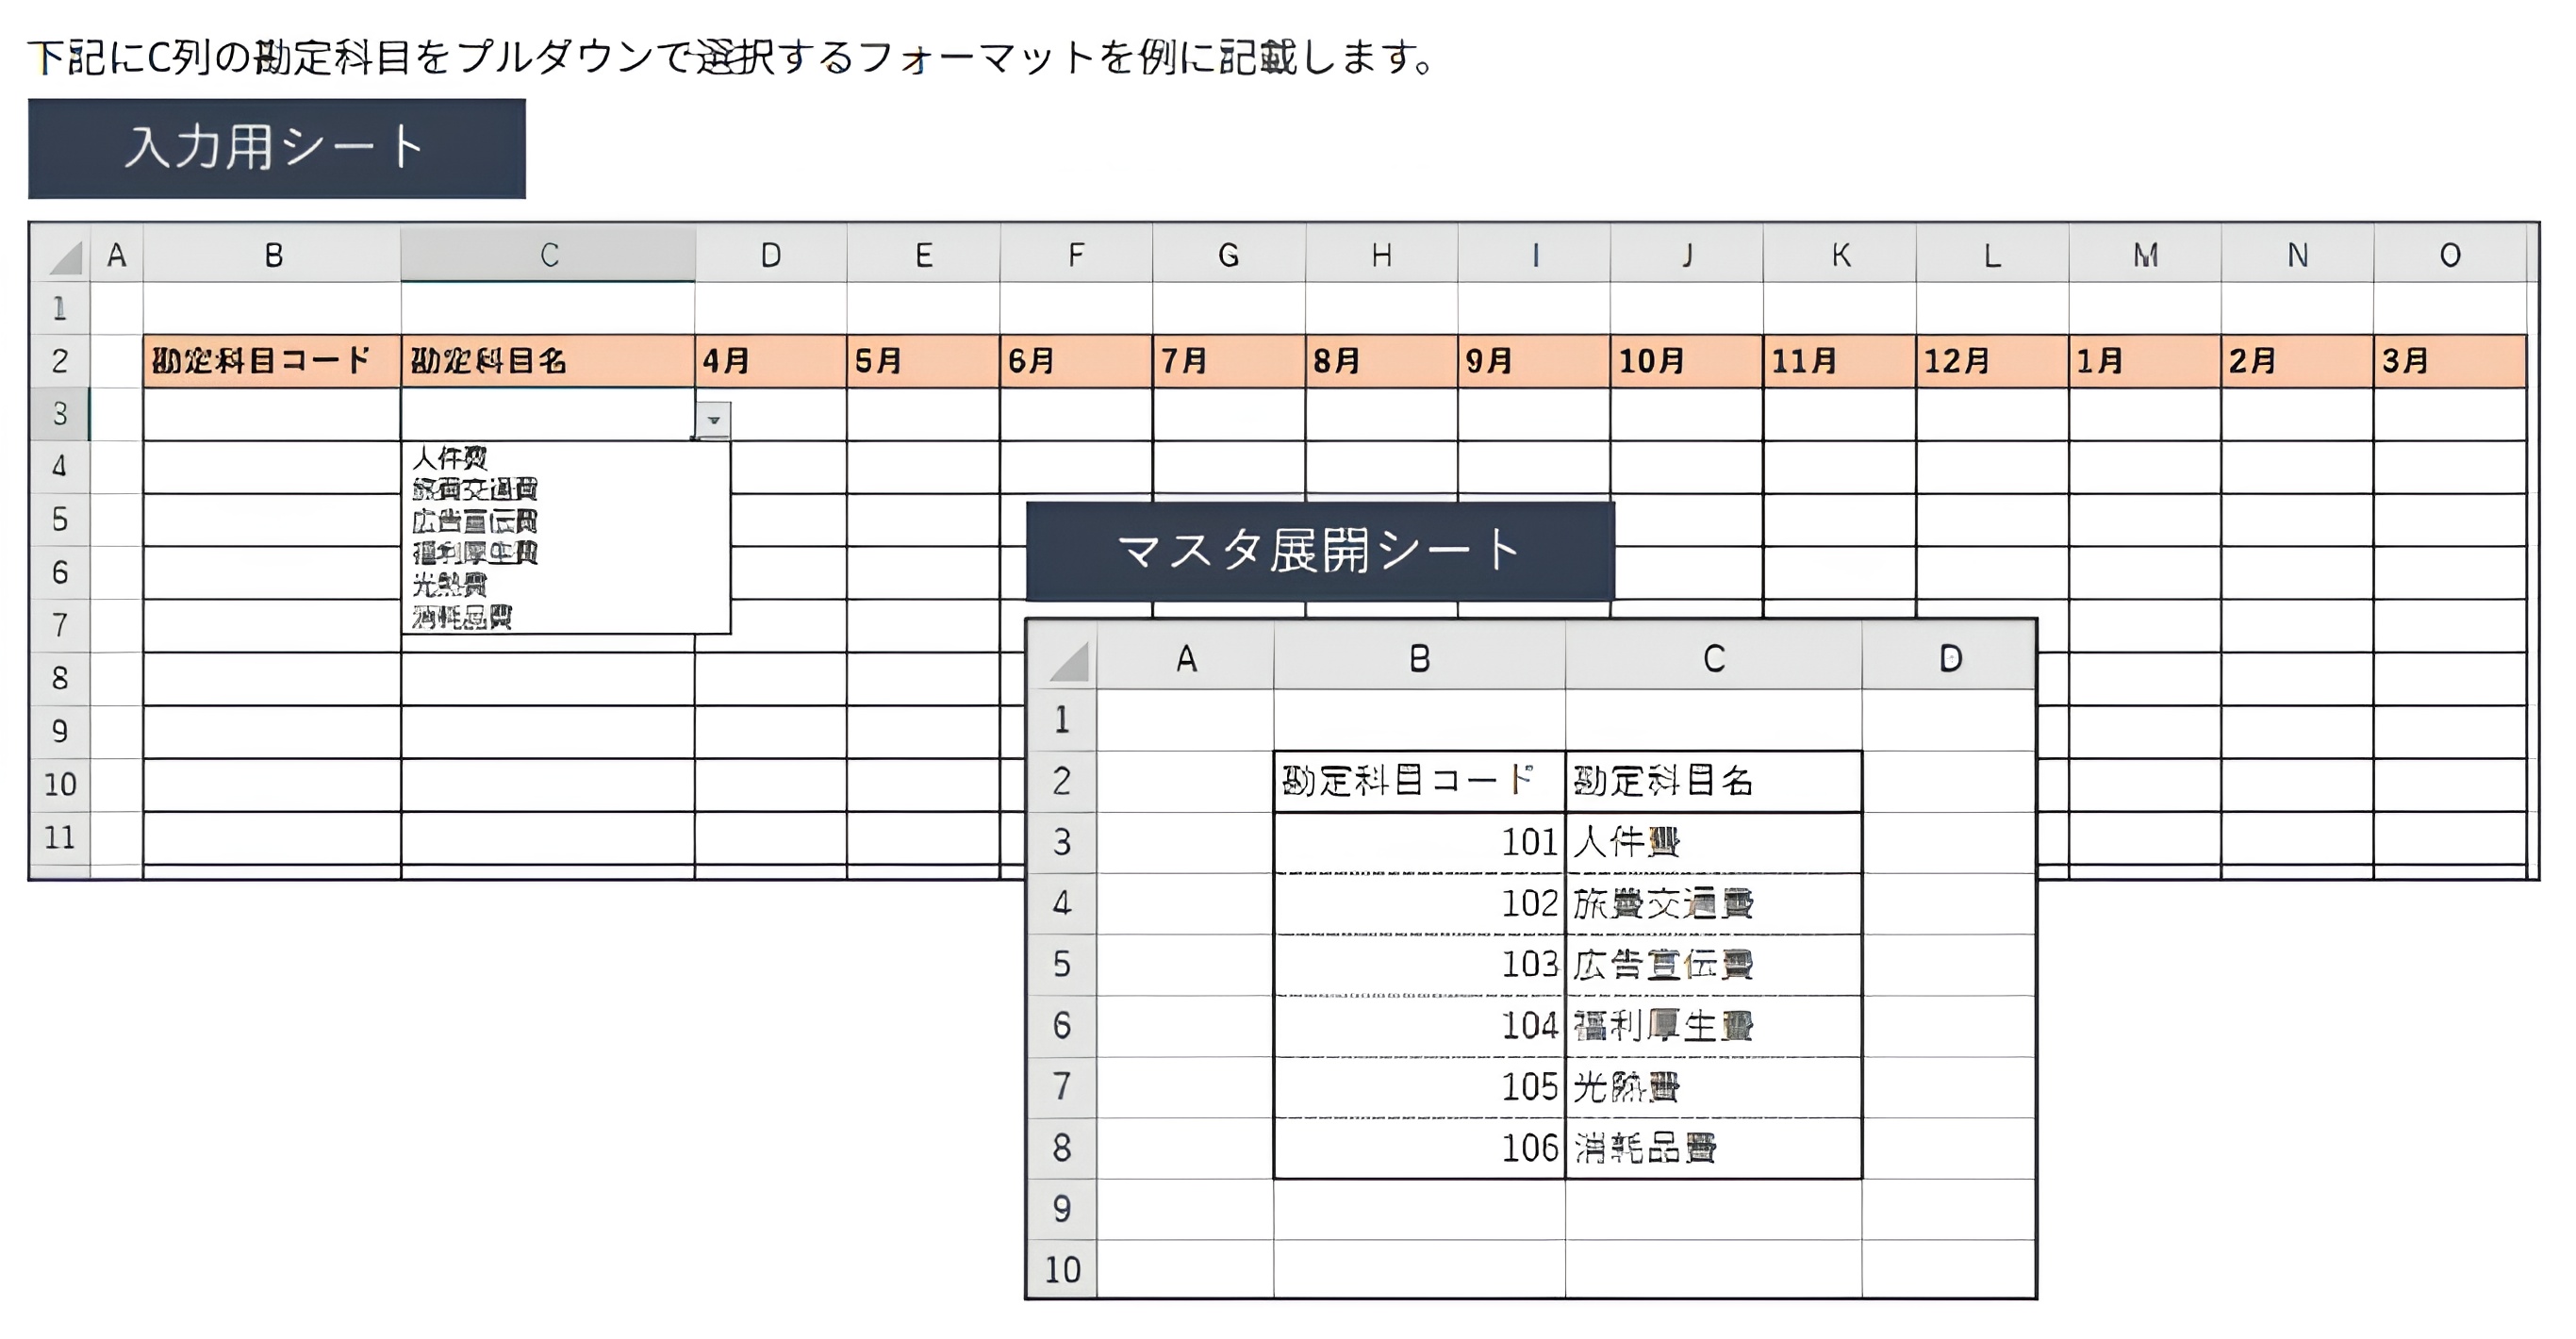 下記にC列の勘定科目をプルダウンで選択するフォーマットを例に記載します。
入力用シート
A B C D E F G H I J K L M N O
1
2 勘定科目コード 勘定科目名 4月 5月 6月 7月 8月 9月 10月 11月 12月 1月 2月 3月
3
4 人件費
旅費交通費
5 広告宣伝費
福利厚生費
6 光熱費
7 消耗品費
8
9
10
11
マスタ展開シート
A B C D
1
2 勘定科目コード 勘定科目名
3 101 人件費
4 102 旅費交通費
5 103 広告宣伝費
6 104 福利厚生費
7 105 光熱費
8 106 消耗品費
9
10